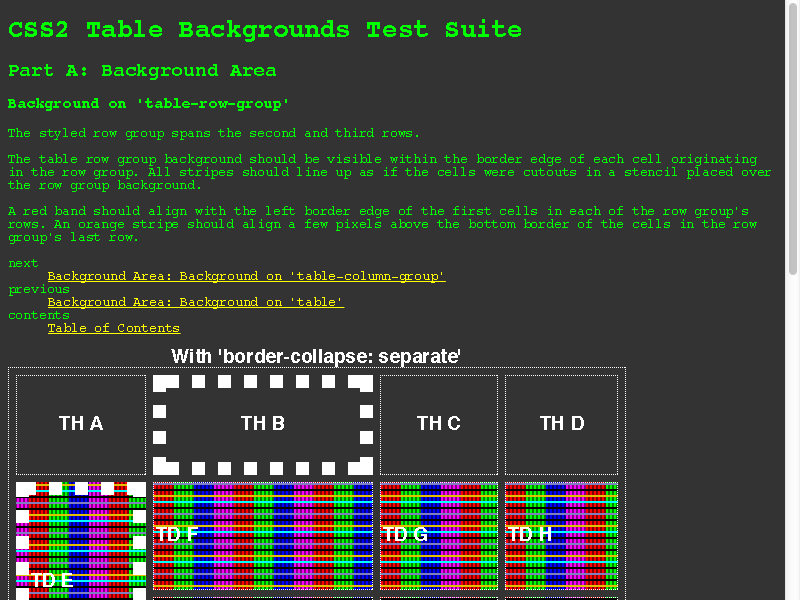 CSS2 Table Backgrounds Test Suite
Part A: Background Area
Background on 'table-row-group'
The styled row group spans the second and third rows.
The table row group background should be visible within the border edge of each cell originating
in the row group. All stripes should line up as if the cells were cutouts in a stencil placed over
the row group background.
A red band should align with the left border edge of the first cells in each of the row group's
rows. An orange stripe should align a few pixels above the bottom border of the cells in the row
group's last row.
next
Background Area: Background on 'table-column-group'
previous
Background Area: Background on 'table'
contents
Table of Contents
With 'border-collapse: separate'
TH A TH B TH C TH D
TD F TD G TD H
TD E